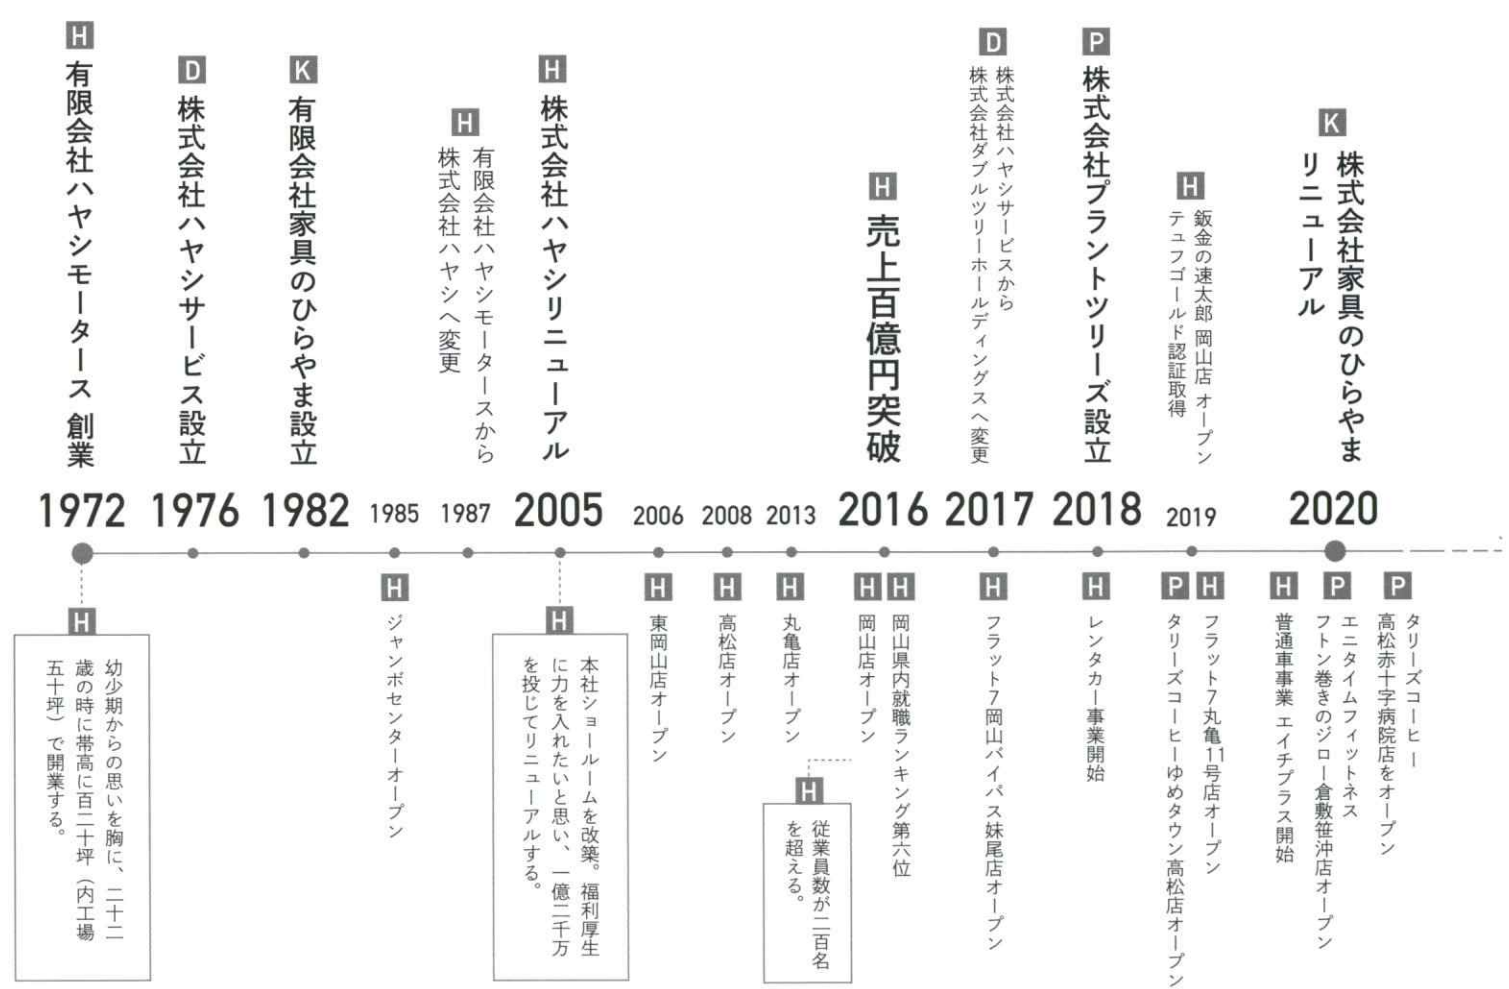 H
有限会社ハヤシモータース 創業
1972
H
幼少期からの思いを胸に、二十二
歳の時に帯高に百二十坪（内工場
五十坪）で開業する。
D
株式会社ハヤシサービス設立
1976
K
有限会社家具のひらやま設立
1982
1985
H
ジャンボセンターオープン
H
有限会社ハヤシモータースから
株式会社ハヤシへ変更
1987
H
株式会社ハヤシリニューアル
2005
H
本社ショールームを改築。福利厚生
に力を入れたいと思い、一億二千万
を投じてリニューアルする。
2006
H
東岡山店オープン
2008
H
高松店オープン
2013
H
丸亀店オープン
H
売上百億円突破
2016
H
岡山店オープン
H
岡山県内就職ランキング第六位
H
従業員数が二百名
を超える。
D
株式会社ハヤシサービスから
株式会社ダブルツリーホールディングスへ変更
2017
H
フラット7岡山バイパス妹尾店オープン
P
株式会社プラントツリーズ設立
2018
H
レンタカー事業開始
H
鈑金の速太郎 岡山店 オープン
テュフゴールド認証取得
2019
P
タリーズコーヒーゆめタウン高松店オープン
H
フラット7丸亀11号店オープン
K
株式会社家具のひらやま
リニューアル
2020
H
普通車事業 エイチプラス開始
P
エニタイムフィットネス
フトン巻きのジロー倉敷笹沖店オープン
P
タリーズコーヒー
高松赤十字病院店をオープン